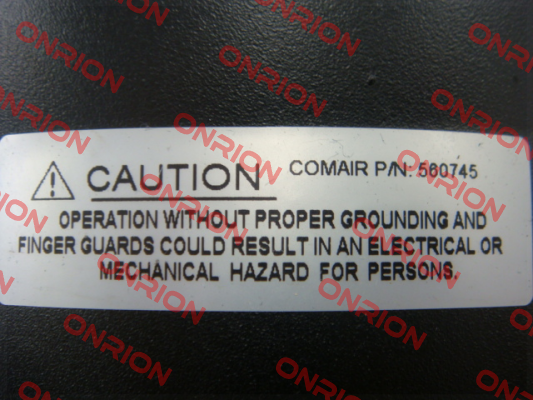 CAUTION COMAIR P/N: 560745
OPERATION WITHOUT PROPER GROUNDING AND
FINGER GUARDS COULD RESULT IN AN ELECTRICAL OR
MECHANICAL HAZARD FOR PERSONS.
ONRION